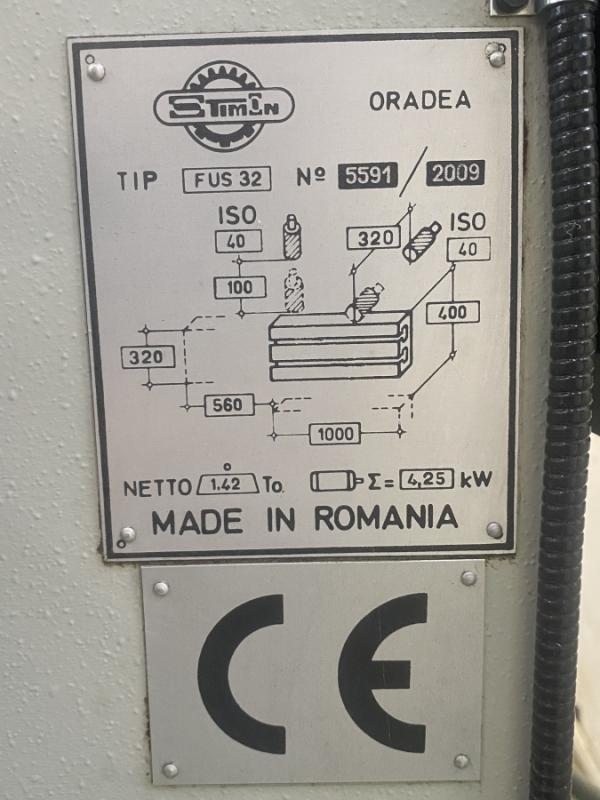 STIMIN ORADEA
TIP FUS 32 Nº 5591 / 2009
ISO ISO
40 320 40
100 400
320
560
1000
NETTO 1.42 To. Σ= 4,25 kW
MADE IN ROMANIA
CE